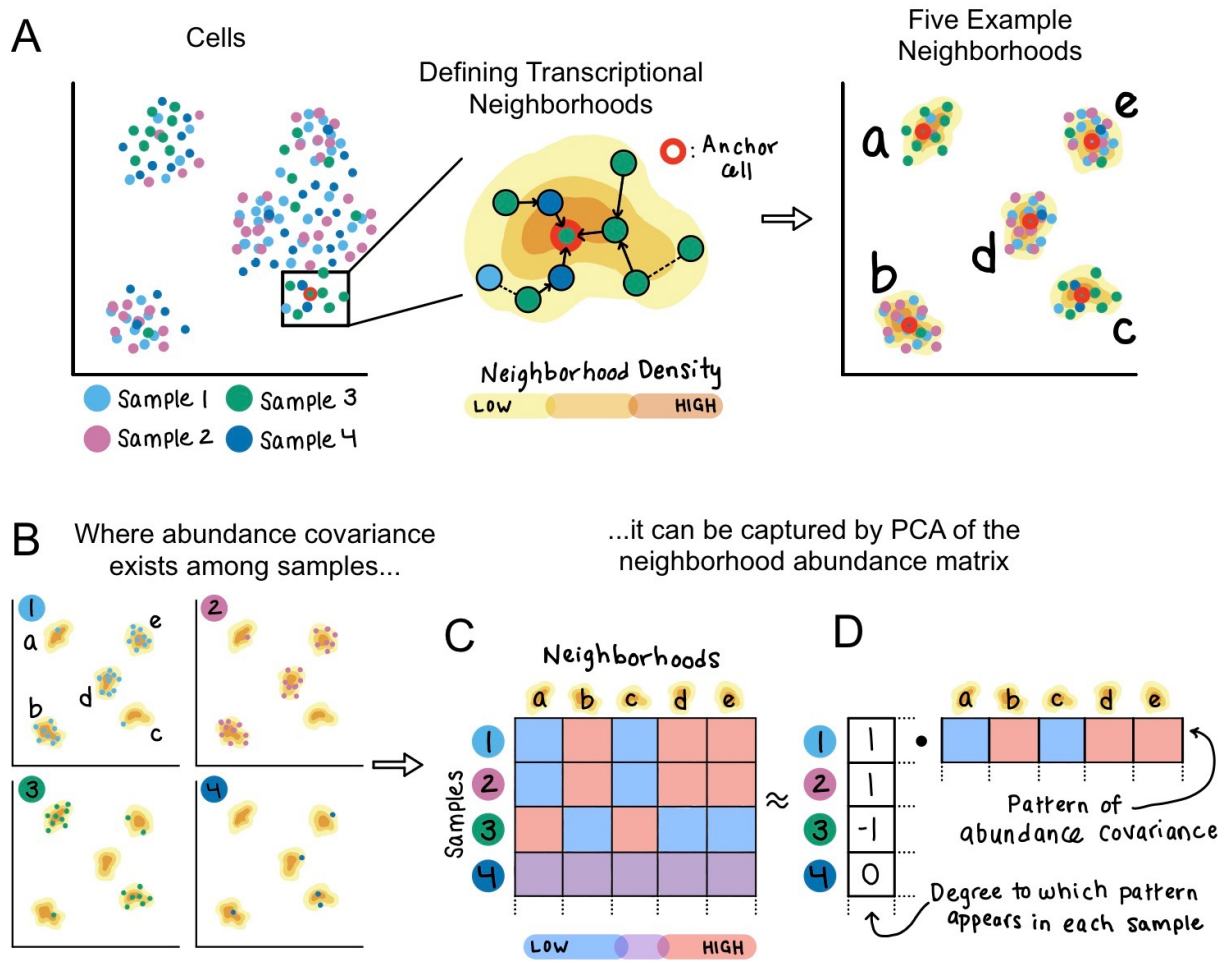 A
Cells
Defining Transcriptional
Neighborhoods
: Anchor
cell
Five Example
Neighborhoods
a
e
d
b
c
Sample 1
Sample 3
Sample 2
Sample 4
Neighborhood Density
LOW
HIGH
B
Where abundance covariance
exists among samples...
...it can be captured by PCA of the
neighborhood abundance matrix
1
a
e
d
b
c
2
3
4
C
Neighborhoods
a b c d e
Samples
1
2
3
4
LOW
HIGH
≈
D
a b c d e
1 1 •
2 1
3 -1
4 0
Pattern of
abundance covariance
Degree to which pattern
appears in each sample